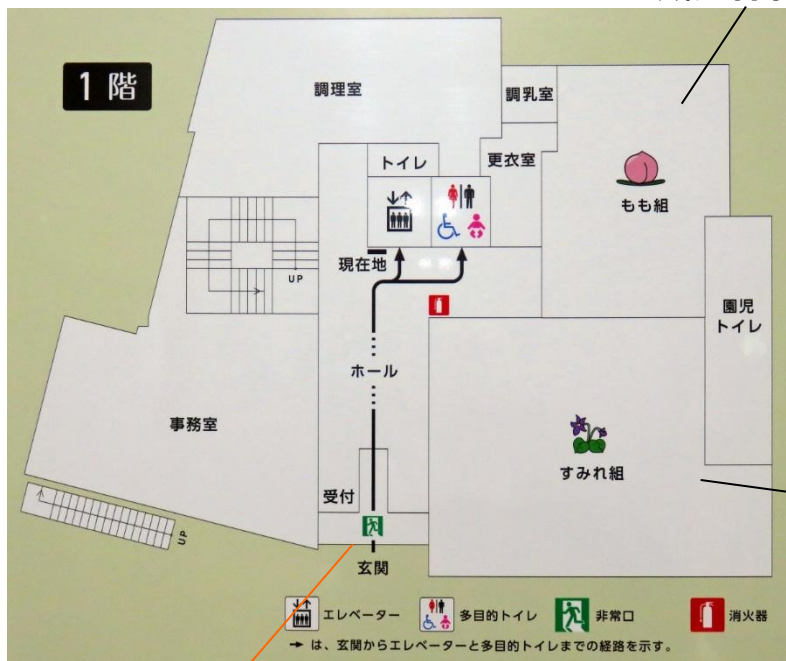 1階
調理室
調乳室
トイレ
更衣室
もも組
現在地
UP
園児
トイレ
ホール
事務室
すみれ組
受付
UP
玄関
エレベーター
多目的トイレ
非常口
消火器
→ は、玄関からエレベーターと多目的トイレまでの経路を示す。